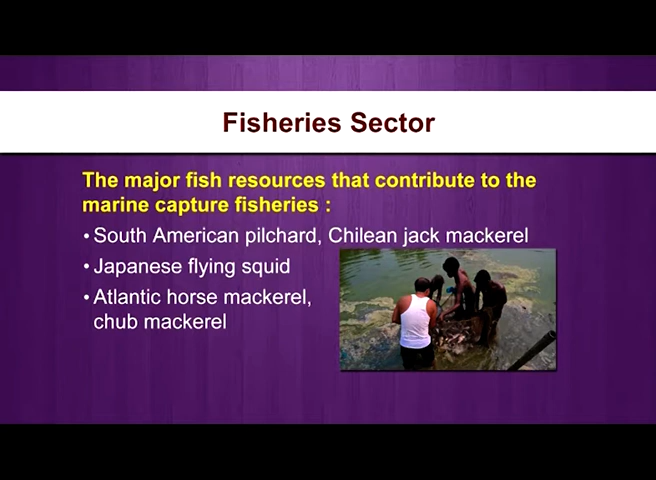 Fisheries Sector
The major fish resources that contribute to the
marine capture fisheries :
• South American pilchard, Chilean jack mackerel
• Japanese flying squid
• Atlantic horse mackerel,
chub mackerel